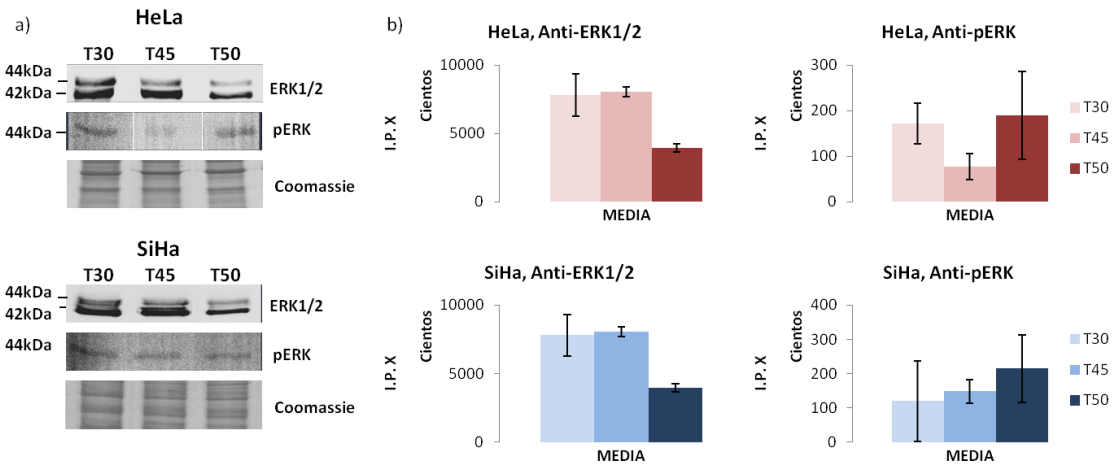 a)
HeLa
T30 T45 T50
44kDa
42kDa
ERK1/2
44kDa
pERK
Coomassie
SiHa
T30 T45 T50
44kDa
42kDa
ERK1/2
44kDa
pERK
Coomassie
b)
HeLa, Anti-ERK1/2
I.P. X
Cientos
10000
5000
0
MEDIA
HeLa, Anti-pERK
I.P. X
Cientos
300
200
100
0
MEDIA
T30
T45
T50
SiHa, Anti-ERK1/2
I.P. X
Cientos
10000
5000
0
MEDIA
SiHa, Anti-pERK
I.P. X
Cientos
400
300
200
100
0
MEDIA
T30
T45
T50